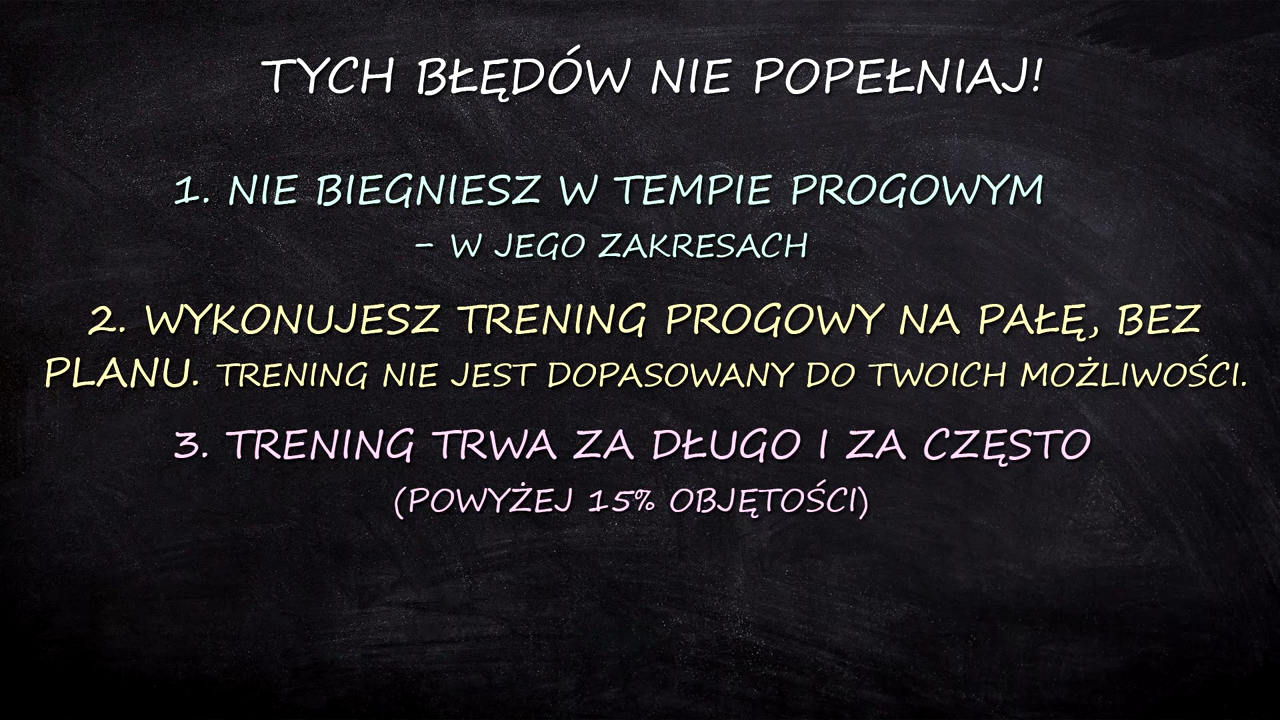 TYCH BŁĘDÓW NIE POPEŁNIAJ!
1. NIE BIEGNIESZ W TEMPIE PROGOWYM
– W JEGO ZAKRESACH
2. WYKONUJESZ TRENING PROGOWY NA PAŁĘ, BEZ
PLANU. TRENING NIE JEST DOPASOWANY DO TWOICH MOŻLIWOŚCI.
3. TRENING TRWA ZA DŁUGO I ZA CZĘSTO
(POWYŻEJ 15% OBJĘTOŚCI)